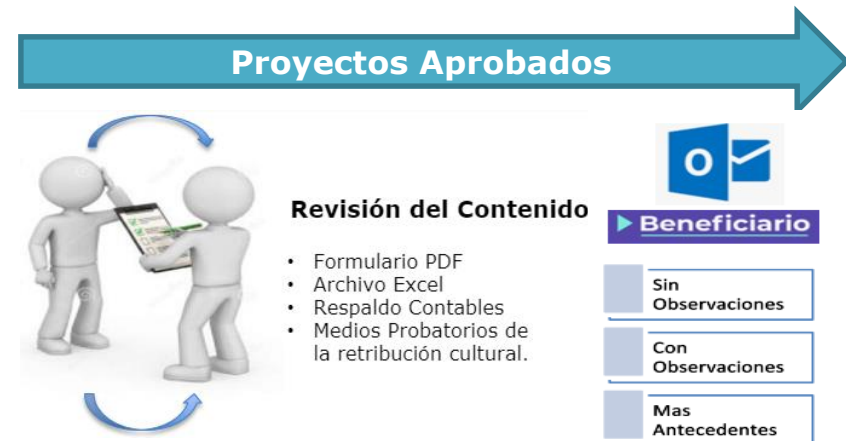 Proyectos Aprobados
Revisión del Contenido
• Formulario PDF
• Archivo Excel
• Respaldo Contables
• Medios Probatorios de
la retribución cultural.
O
Beneficiario
Sin
Observaciones
Con
Observaciones
Mas
Antecedentes